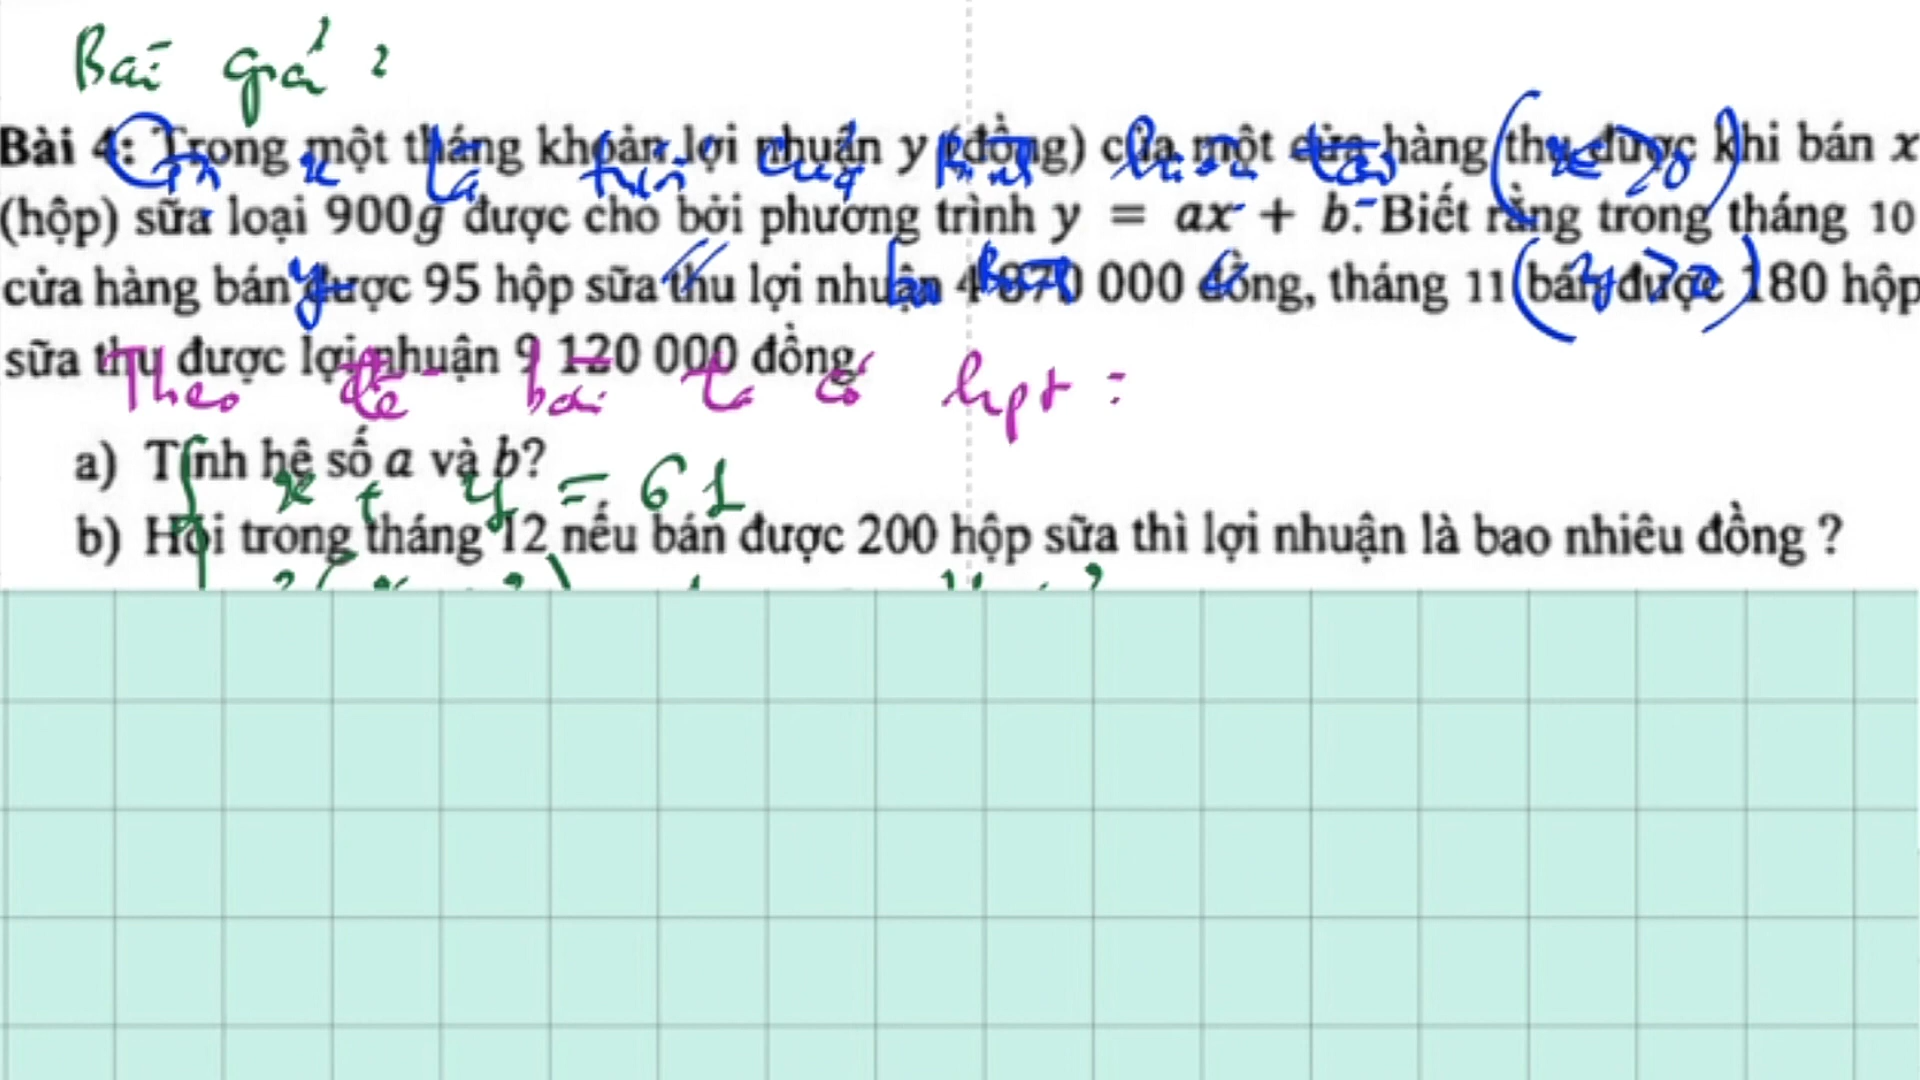 Bài giải :
Bài 4: Trong một tháng khoản lợi nhuận y (đồng) của một cửa hàng thu được khi bán x
(hộp) sữa loại 900g được cho bởi phương trình y = ax + b. Biết rằng trong tháng 10
cửa hàng bán được 95 hộp sữa thu lợi nhuận 4 870 000 đồng, tháng 11 bán được 180 hộp
sữa thu được lợi nhuận 9 120 000 đồng.
(x > 0)
(y > 0)
Theo đề bài ta có hpt :
a) Tính hệ số a và b?
x + y = 61
b) Hỏi trong tháng 12 nếu bán được 200 hộp sữa thì lợi nhuận là bao nhiêu đồng ?